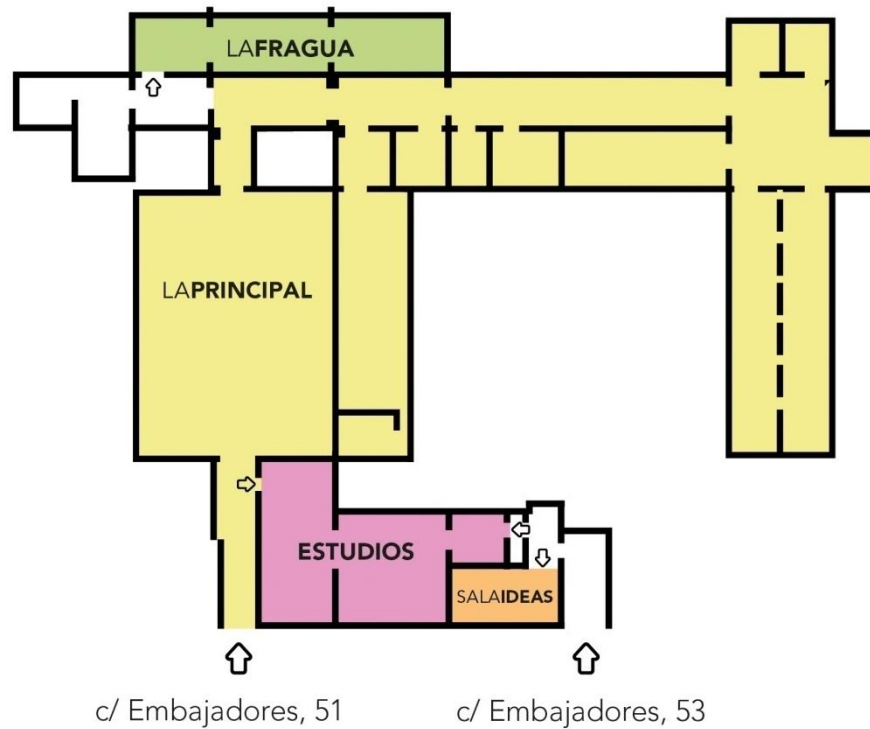 LAFRAGUA
LAPRINCIPAL
ESTUDIOS
SALAIDEAS
c/ Embajadores, 51
c/ Embajadores, 53